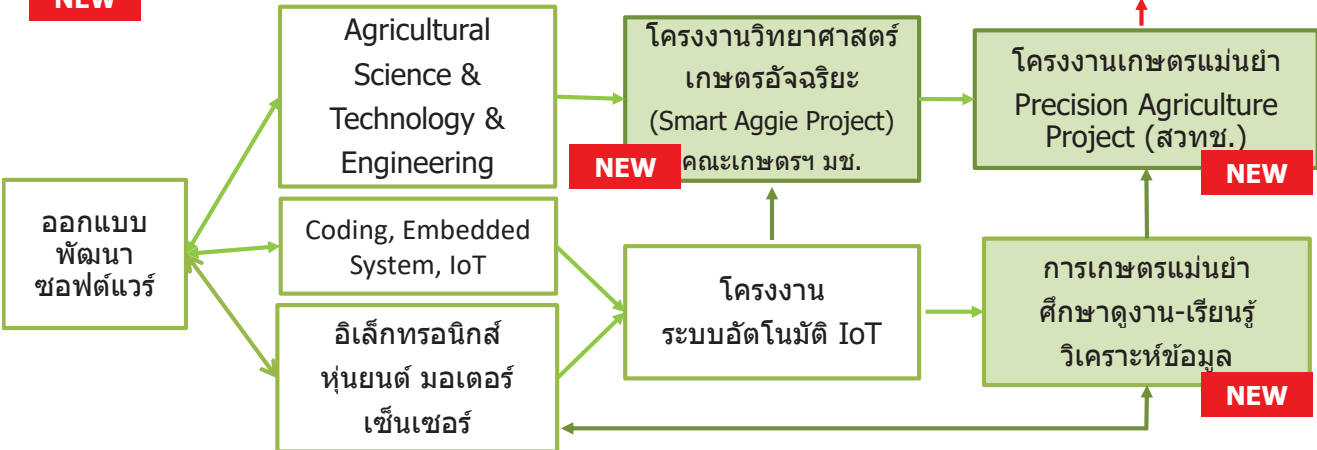 NEW
Agricultural
Science &
Technology &
Engineering
โครงงานวิทยาศาสตร์
เกษตรอัจฉริยะ
(Smart Aggie Project)
คณะเกษตรฯ มช.
NEW
โครงงานเกษตรแม่นยำ
Precision Agriculture
Project (สวทช.)
NEW
ออกแบบ
พัฒนา
ซอฟต์แวร์
Coding, Embedded
System, IoT
อิเล็กทรอนิกส์
หุ่นยนต์ มอเตอร์
เซ็นเซอร์
โครงงาน
ระบบอัตโนมัติ IoT
การเกษตรแม่นยำ
ศึกษาดูงาน-เรียนรู้
วิเคราะห์ข้อมูล
NEW